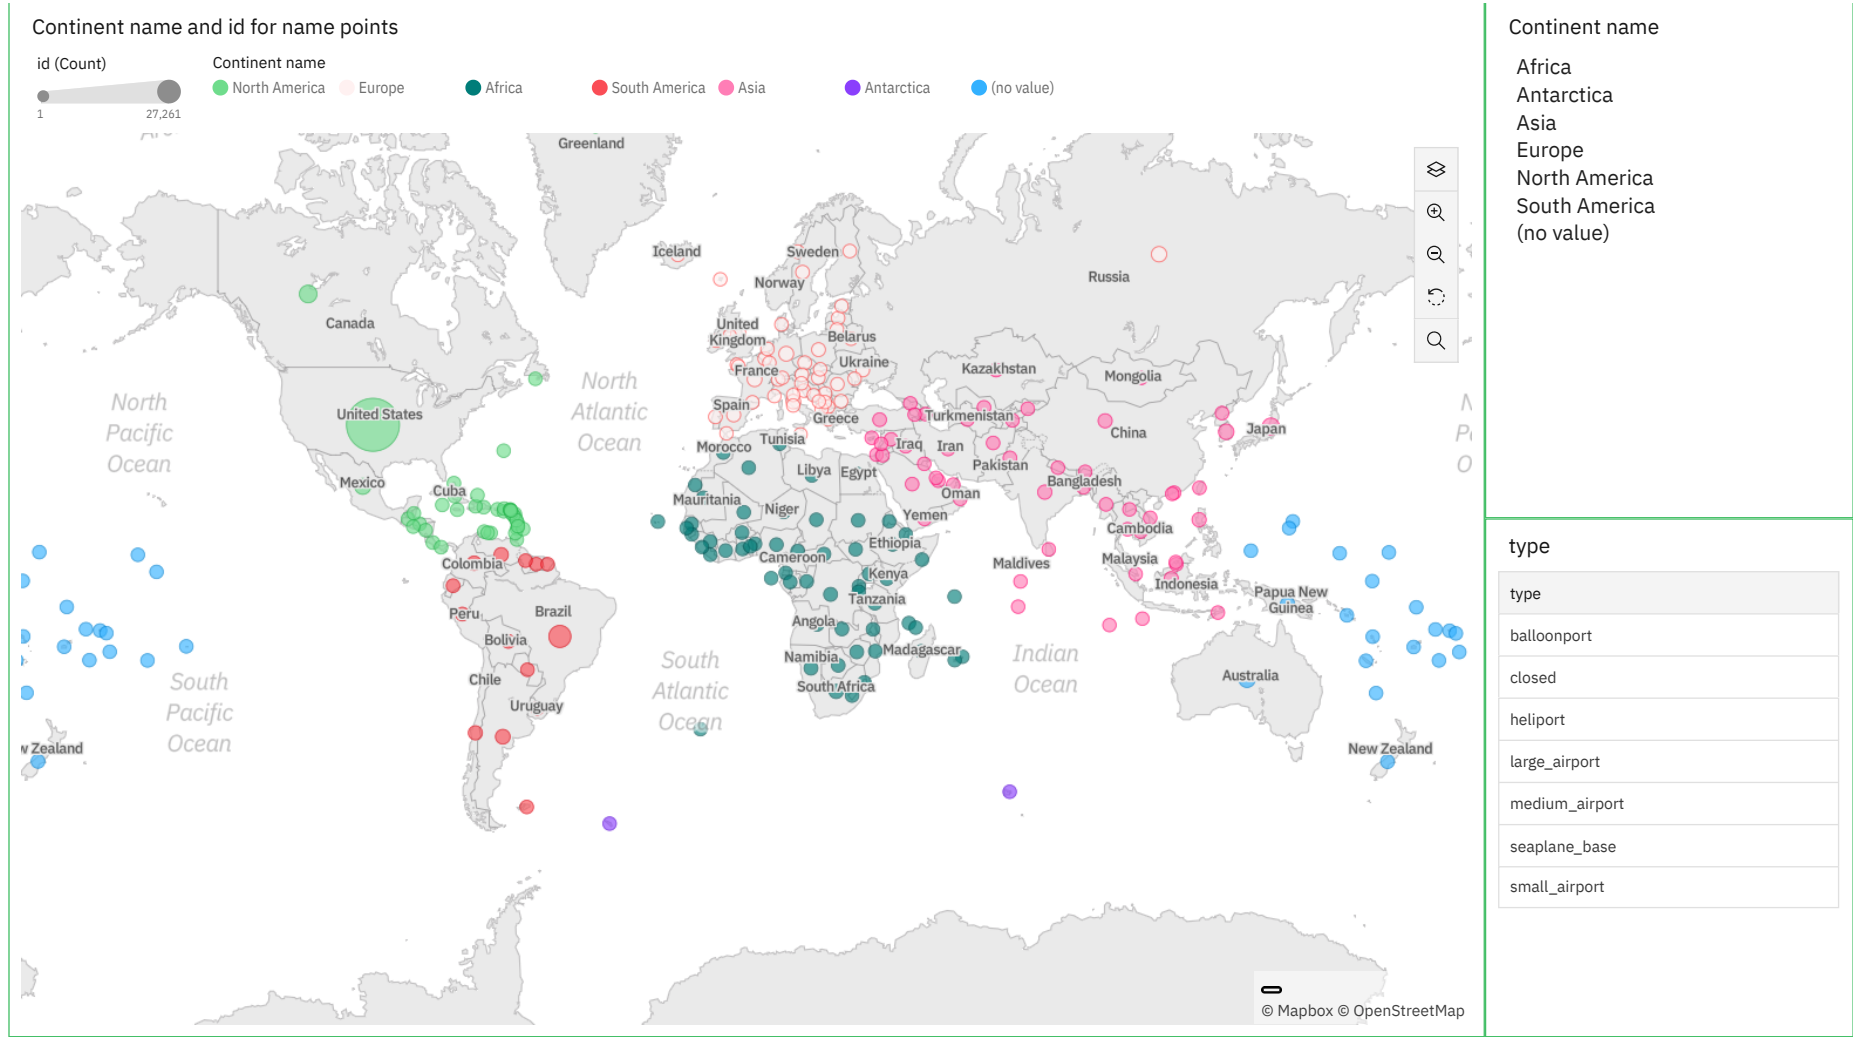 Continent name and id for name points
id (Count)
1
27,261
Continent name
North America
Europe
Africa
South America
Asia
Antarctica
(no value)
Greenland
Iceland
Sweden
Norway
Russia
Canada
United
Kingdom
Belarus
Ukraine
France
Kazakhstan
Mongolia
North
Pacific
Ocean
North
Atlantic
Ocean
United States
Spain
Greece
Turkmenistan
China
Japan
Morocco
Tunisia
Iraq
Iran
Pakistan
Libya
Egypt
Mexico
Cuba
Mauritania
Niger
Oman
Bangladesh
Yemen
Cambodia
Ethiopia
Cameroon
Colombia
Maldives
Malaysia
Kenya
Indonesia
Papua New
Guinea
Tanzania
Peru
Brazil
Angola
Bolivia
Madagascar
Namibia
South
Atlantic
Ocean
Indian
Ocean
South
Pacific
Ocean
Chile
South Africa
Australia
Uruguay
w Zealand
New Zealand
© Mapbox © OpenStreetMap
Continent name
Africa
Antarctica
Asia
Europe
North America
South America
(no value)
type
type
balloonport
closed
heliport
large_airport
medium_airport
seaplane_base
small_airport